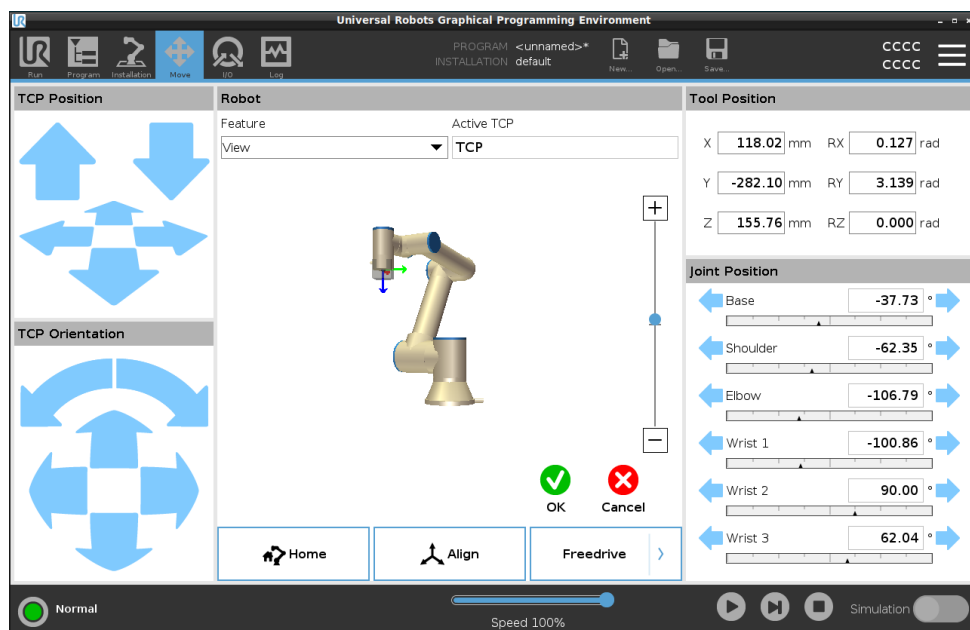 Universal Robots Graphical Programming Environment
Run Program Installation Move I/O Log
PROGRAM <unnamed>*
INSTALLATION default
New... Open... Save...
CCCC
CCCC
TCP Position
TCP Orientation
Robot
Feature Active TCP
View TCP
OK Cancel
Home Align Freedrive
Tool Position
X 118.02 mm RX 0.127 rad
Y -282.10 mm RY 3.139 rad
Z 155.76 mm RZ 0.000 rad
Joint Position
Base -37.73 °
Shoulder -62.35 °
Elbow -106.79 °
Wrist 1 -100.86 °
Wrist 2 90.00 °
Wrist 3 62.04 °
Normal
Speed 100%
Simulation